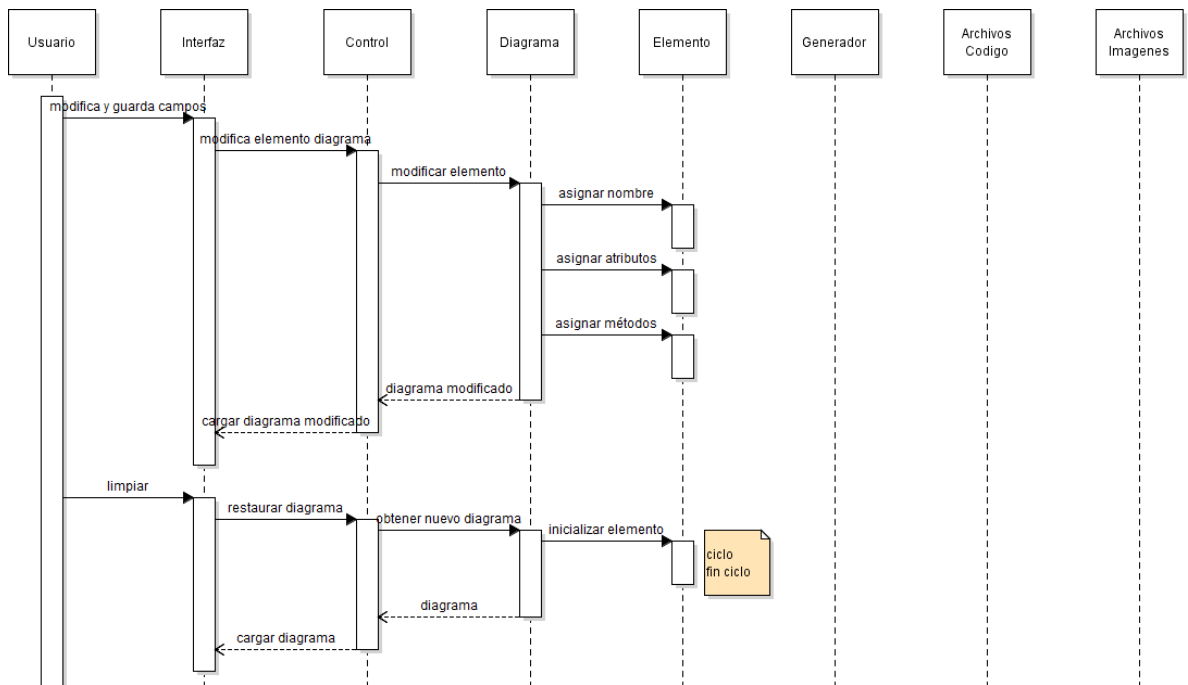 Usuario
Interfaz
Control
Diagrama
Elemento
Generador
Archivos
Codigo
Archivos
Imagenes
modifica y guarda campos
modifica elemento diagrama
modificar elemento
asignar nombre
asignar atributos
asignar métodos
diagrama modificado
cargar diagrama modificado
limpiar
restaurar diagrama
obtener nuevo diagrama
inicializar elemento
ciclo
fin ciclo
diagrama
cargar diagrama